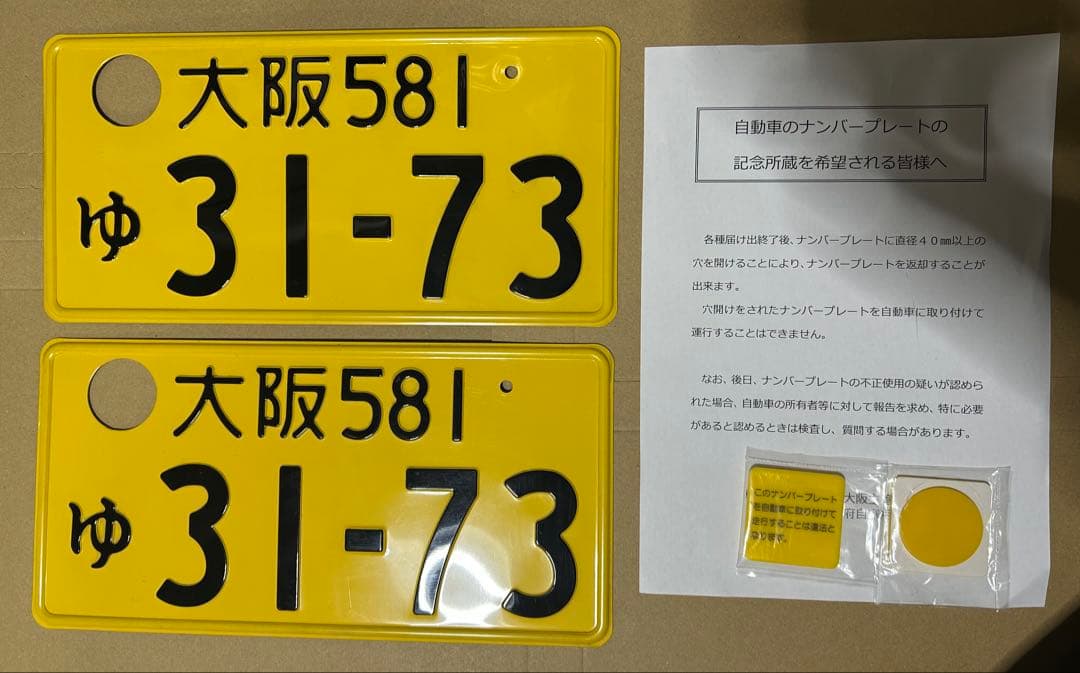 大阪581
ゆ 31-73
大阪581
ゆ 31-73
自動車のナンバープレートの
記念所蔵を希望される皆様へ
各種届け出終了後、ナンバープレートに直径４０㎜以上の
穴を開けることにより、ナンバープレートを返却することが
出来ます。
穴開けをされたナンバープレートを自動車に取り付けて
運行することはできません。
なお、後日、ナンバープレートの不正使用の疑いが認めら
れた場合、自動車の所有者等に対して報告を求め、特に必要
があると認めるときは検査し、質問する場合があります。
このナンバープレート
を自動車に取り付けて
走行することは違法と
なります。
大阪
府自